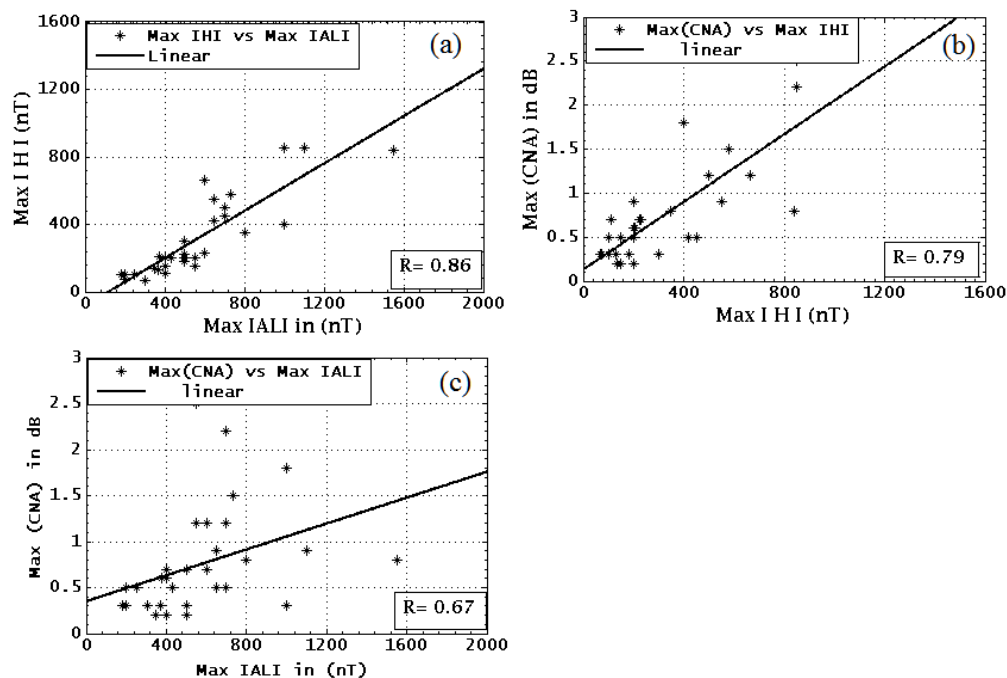 1600
1200
800
400
0
Max I H I (nT)
Max IHI vs Max IALI
Linear
(a)
R= 0.86
0 400 800 1200 1600 2000
Max IALI in (nT)
3
2.5
2
1.5
1
0.5
0
Max (CNA) in dB
Max(CNA) vs Max IHI
linear
(b)
R= 0.79
0 400 800 1200 1600
Max I H I (nT)
3
2.5
2
1.5
1
0.5
0
Max (CNA) in dB
Max(CNA) vs Max IALI
linear
(c)
R= 0.67
0 400 800 1200 1600 2000
Max IALI in (nT)